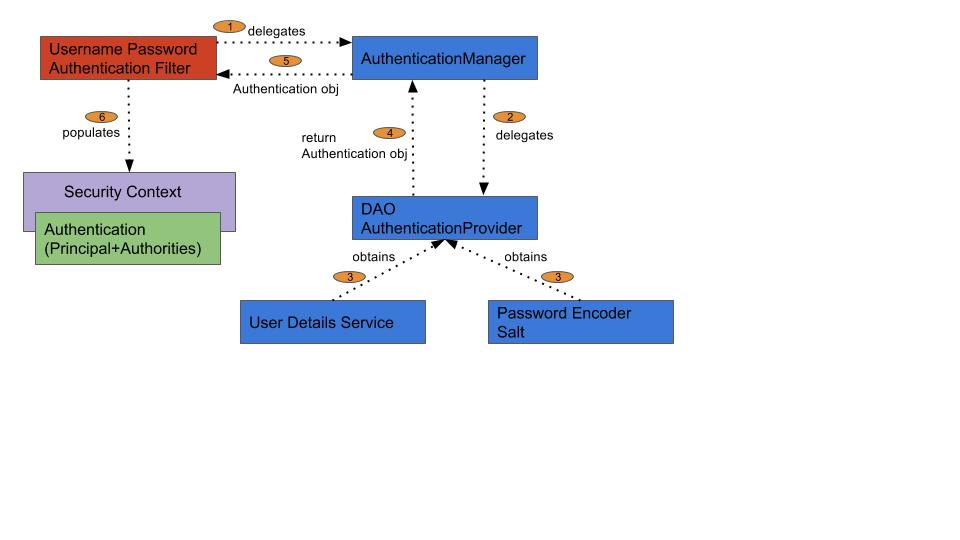 1
delegates
Username Password
Authentication Filter
AuthenticationManager
5
Authentication obj
6
populates
2
delegates
4
return
Authentication obj
Security Context
Authentication
(Principal+Authorities)
DAO
AuthenticationProvider
obtains
obtains
3
3
User Details Service
Password Encoder
Salt